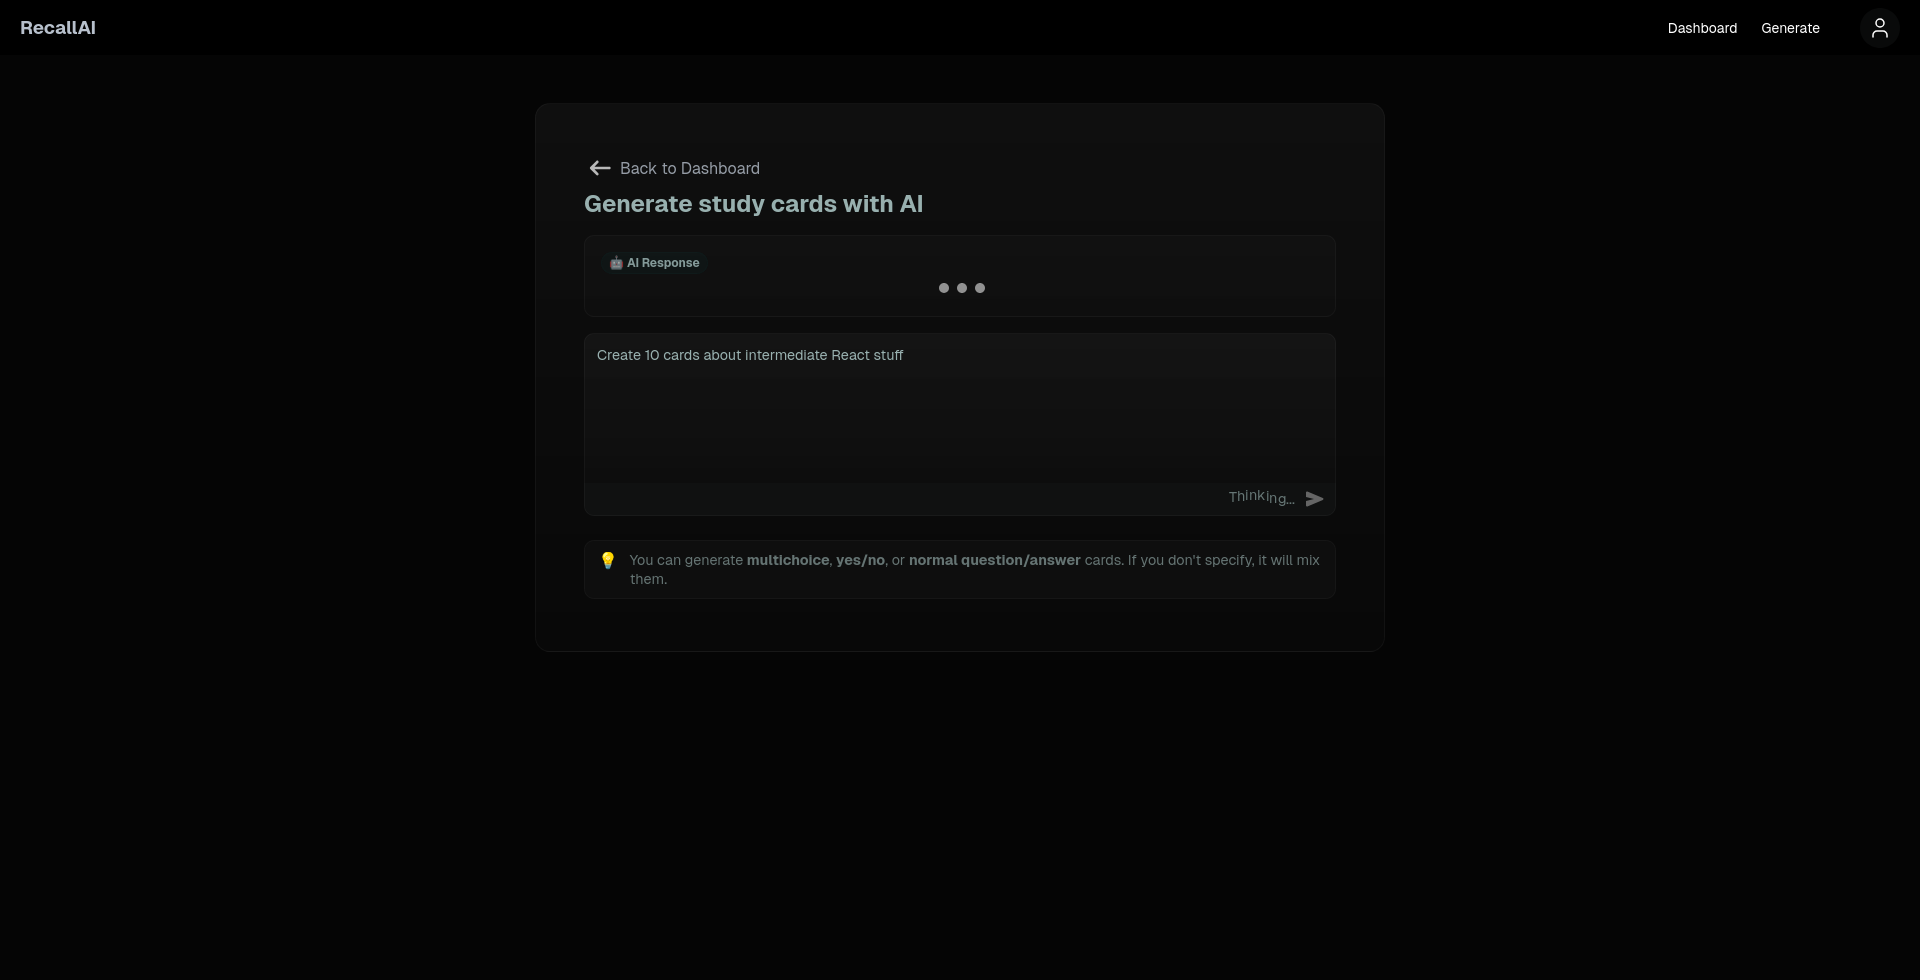 RecallAI
Dashboard
Generate
Back to Dashboard
Generate study cards with AI
🤖 AI Response
Create 10 cards about intermediate React stuff
Thinking...
💡 You can generate multichoice, yes/no, or normal question/answer cards. If you don't specify, it will mix
them.